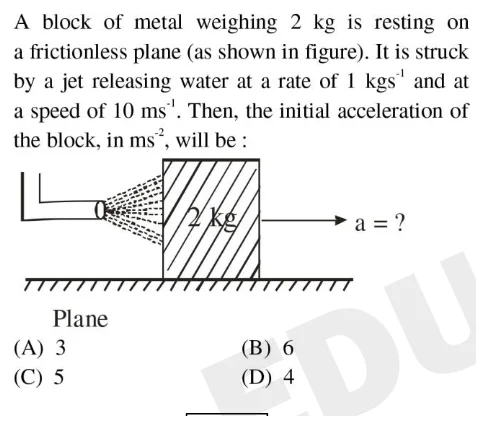 A block of metal weighing 2 kg is resting on
a frictionless plane (as shown in figure). It is struck
by a jet releasing water at a rate of 1 kgs⁻¹ and at
a speed of 10 ms⁻¹. Then, the initial acceleration of
the block, in ms⁻², will be :
2 kg
a = ?
Plane
(A) 3 (B) 6
(C) 5 (D) 4
EDU